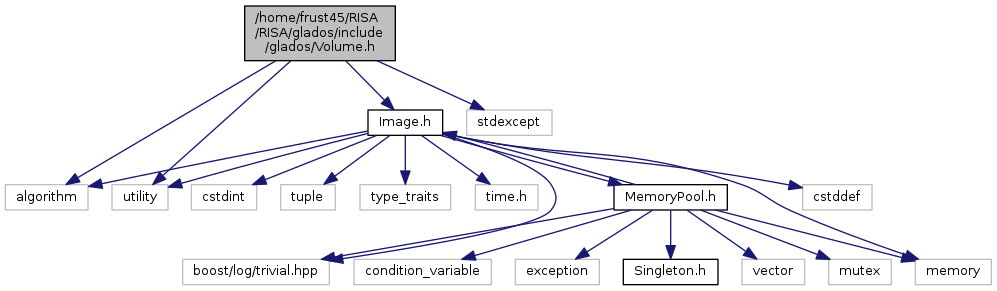 /home/frust45/RISA
/RISA/glados/include
/glados/Volume.h
Image.h
stdexcept
algorithm
utility
cstdint
tuple
type_traits
time.h
MemoryPool.h
cstddef
boost/log/trivial.hpp
condition_variable
exception
Singleton.h
vector
mutex
memory